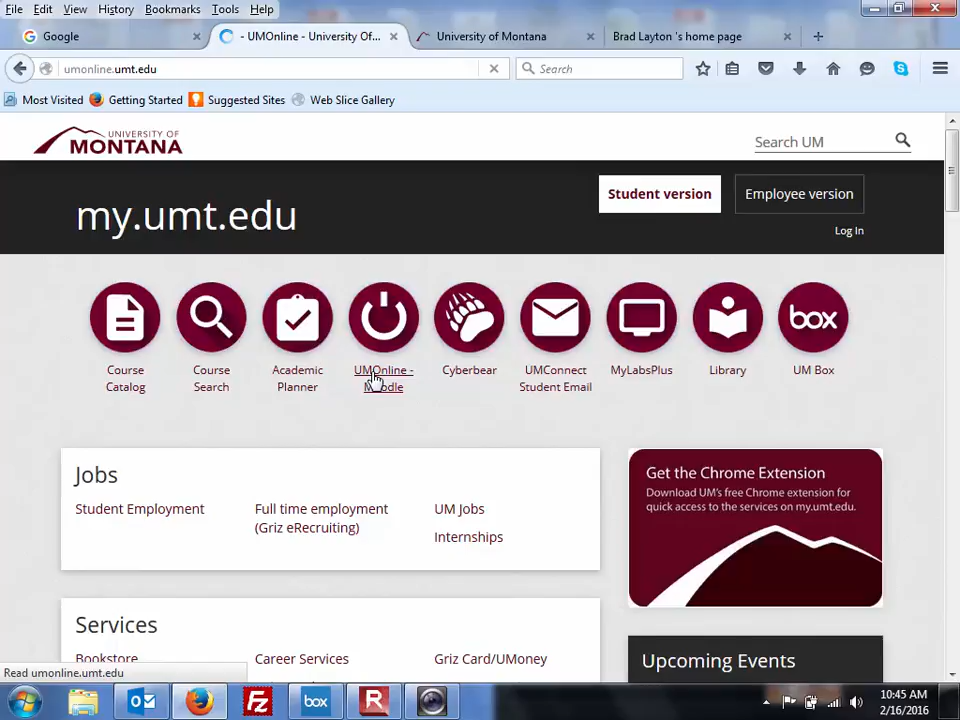 File Edit View History Bookmarks Tools Help
Google
- UMOnline - University Of...
University of Montana
Brad Layton 's home page
umonline.umt.edu
Search
Most Visited
Getting Started
Suggested Sites
Web Slice Gallery
UNIVERSITY OF
MONTANA
Search UM
my.umt.edu
Student version
Employee version
Log In
Course
Catalog
Course
Search
Academic
Planner
UMOnline -
Moodle
Cyberbear
UMConnect
Student Email
MyLabsPlus
Library
box
UM Box
Jobs
Student Employment
Full time employment
(Griz eRecruiting)
UM Jobs
Internships
Get the Chrome Extension
Download UM's free Chrome extension for
quick access to the services on my.umt.edu.
Services
Bookstore
Career Services
Griz Card/UMoney
Upcoming Events
Read umonline.umt.edu
box
10:45 AM
2/16/2016